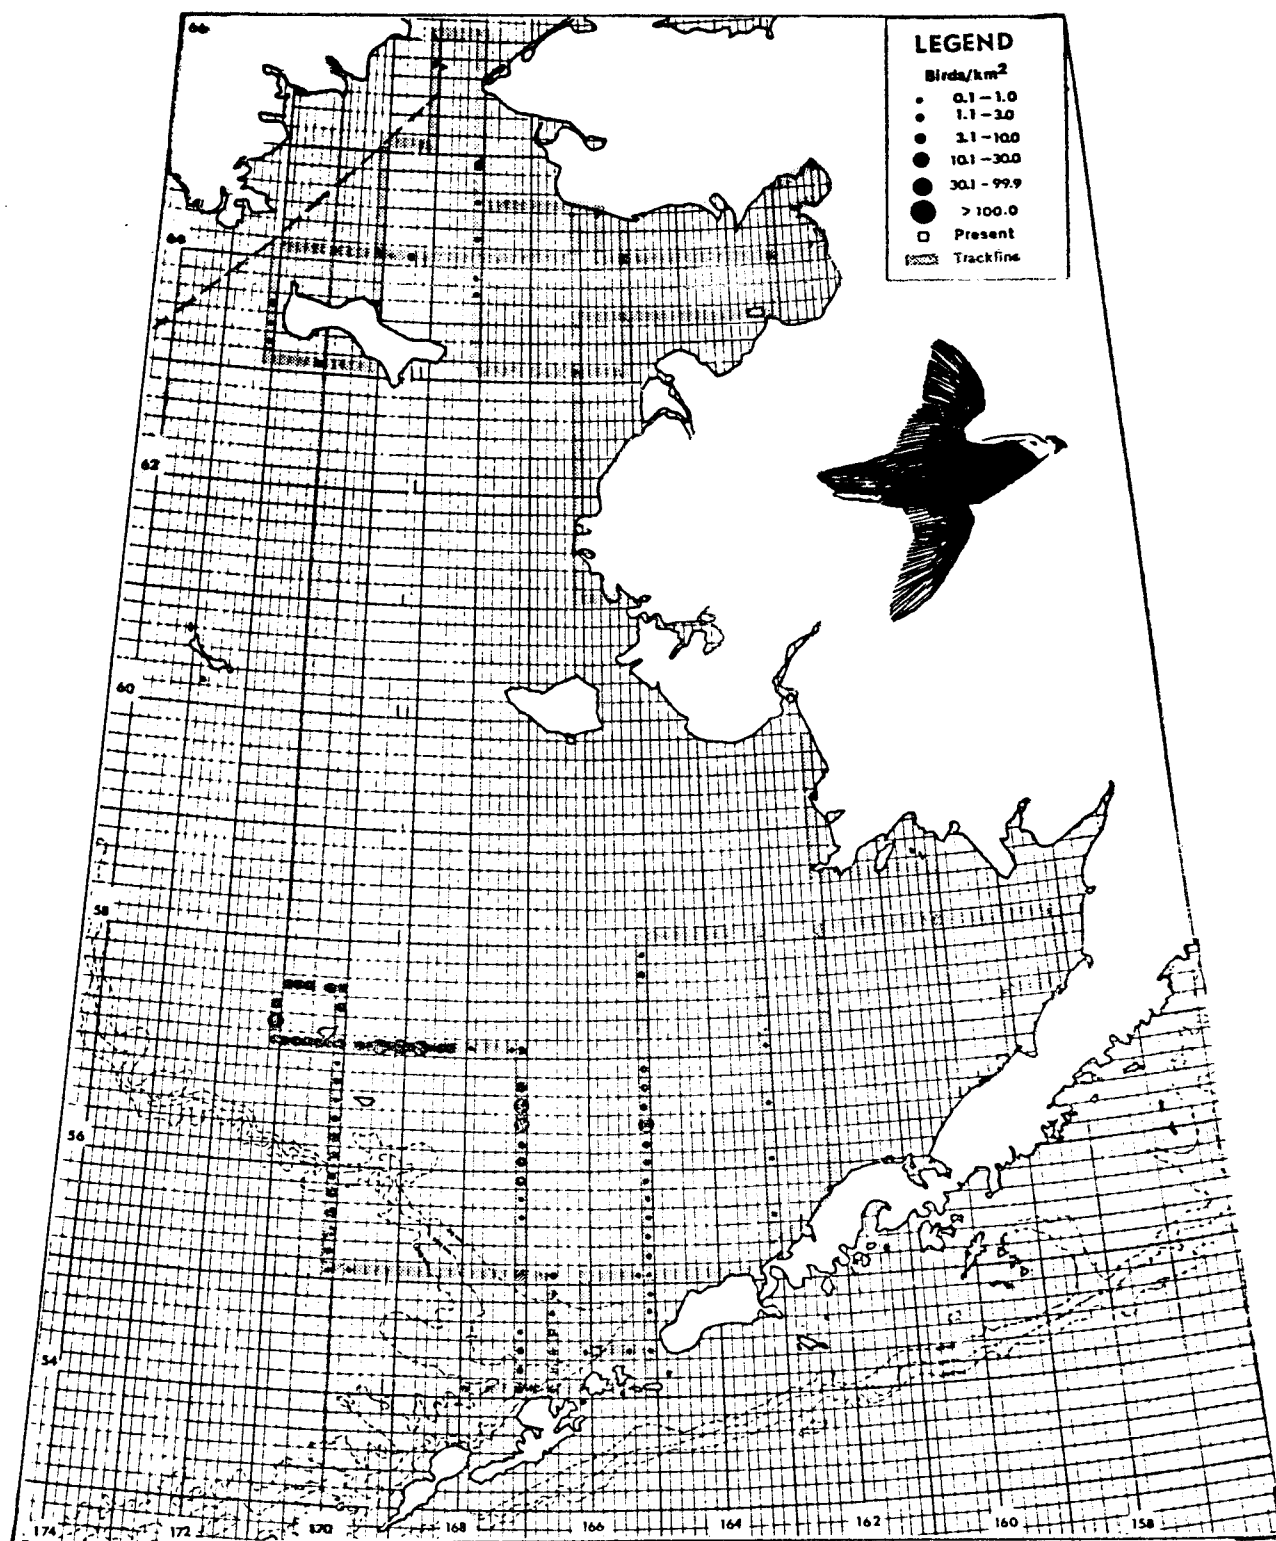 66
LEGEND
Birds/km²
0.1 – 1.0
1.1 – 3.0
3.1 – 10.0
10.1 – 30.0
30.1 – 99.9
> 100.0
Present
Trackline
64
62
60
58
56
54
174 172 170 168 166 164 162 160 158